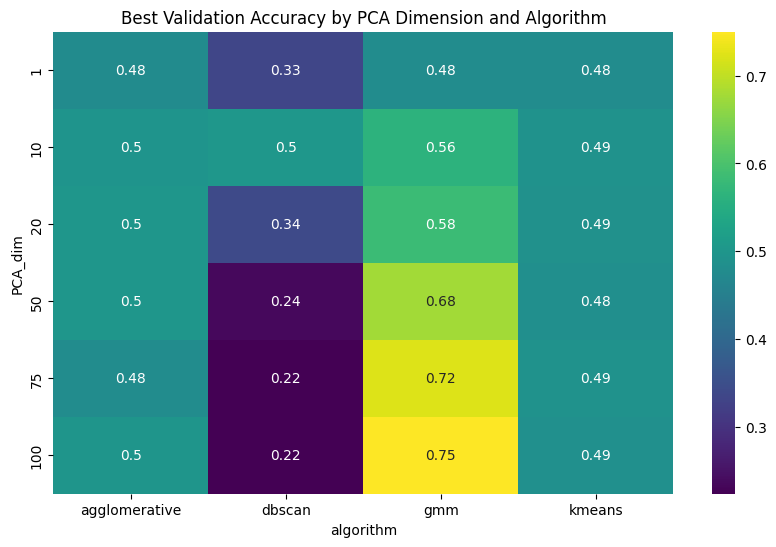 Best Validation Accuracy by PCA Dimension and Algorithm
PCA_dim
1 0.48 0.33 0.48 0.48
10 0.5 0.5 0.56 0.49
20 0.5 0.34 0.58 0.49
50 0.5 0.24 0.68 0.48
75 0.48 0.22 0.72 0.49
100 0.5 0.22 0.75 0.49
agglomerative dbscan gmm kmeans
algorithm
0.7
0.6
0.5
0.4
0.3